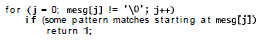 for (j = 0; mesg[j] != '\0'; j++)
if (some pattern matches starting at mesg[j])
return 1;